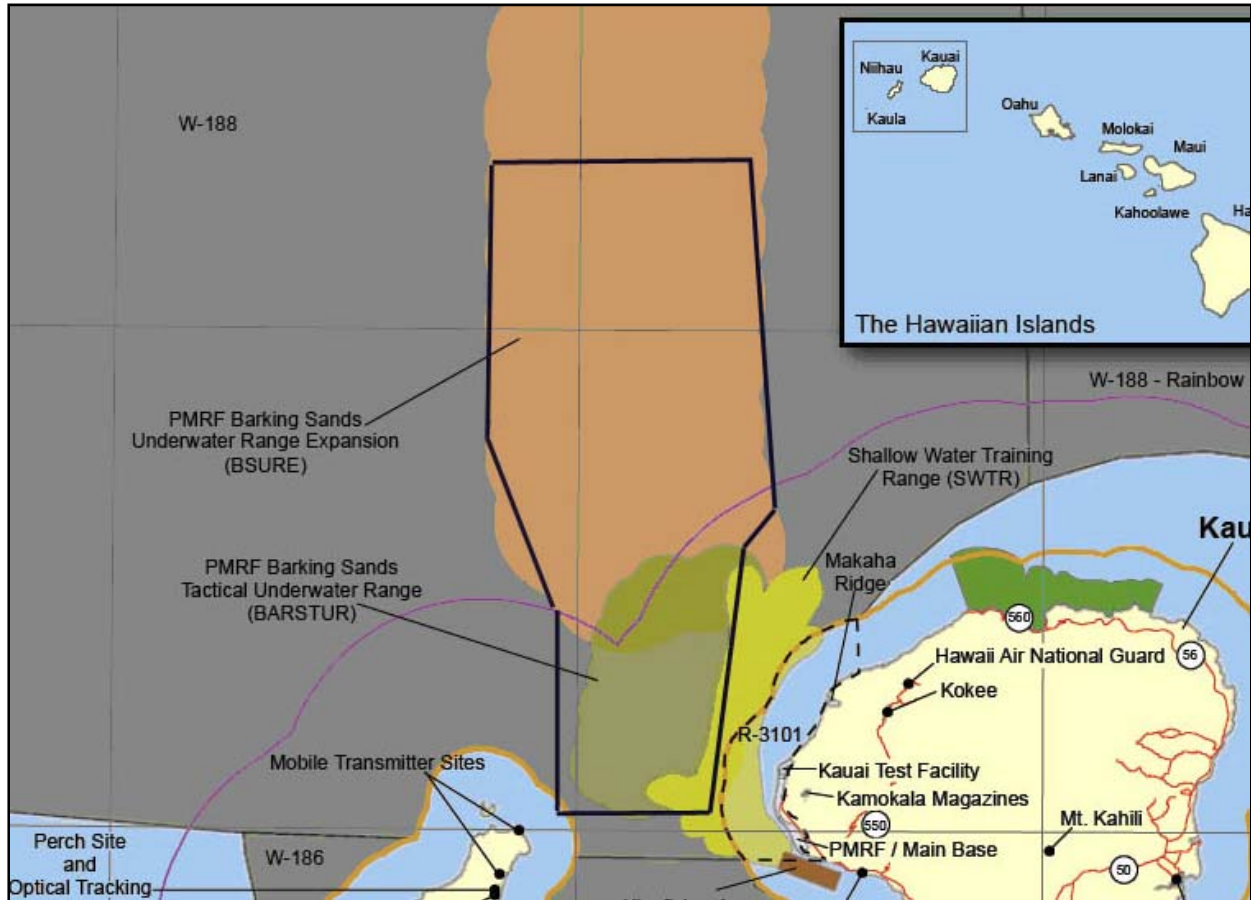 W-188
Niihau
Kauai
Kaula
Oahu
Molokai
Maui
Lanai
Kahoolawe
The Hawaiian Islands
W-188 - Rainbow
PMRF Barking Sands
Underwater Range Expansion
(BSURE)
Shallow Water Training
Range (SWTR)
PMRF Barking Sands
Tactical Underwater Range
(BARSTUR)
Makaha
Ridge
Kau
560
56
Hawaii Air National Guard
Kokee
R-3101
Mobile Transmitter Sites
Kauai Test Facility
Kamokala Magazines
550
Mt. Kahili
PMRF / Main Base
50
Perch Site
and
Optical Tracking
W-186